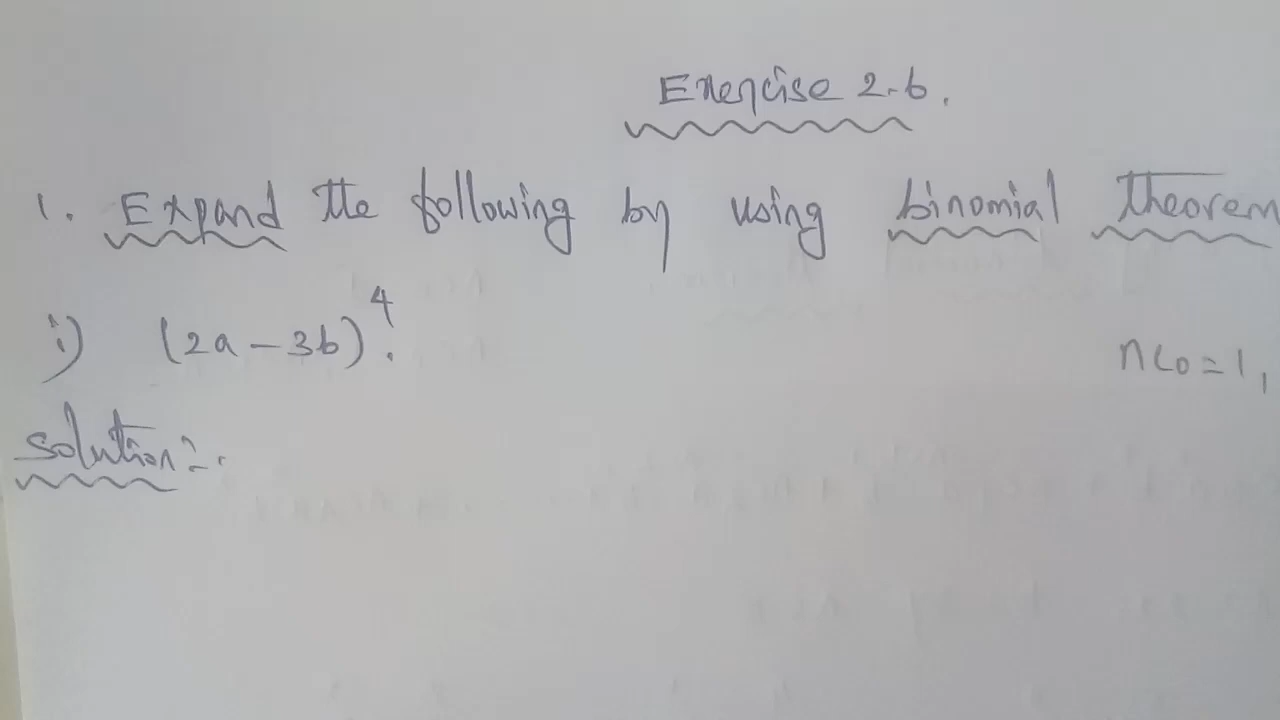 Exercise 2.6.
1. Expand the following by using binomial theorem
i) (2a - 3b)⁴.
nC0 = 1,
Solution:-